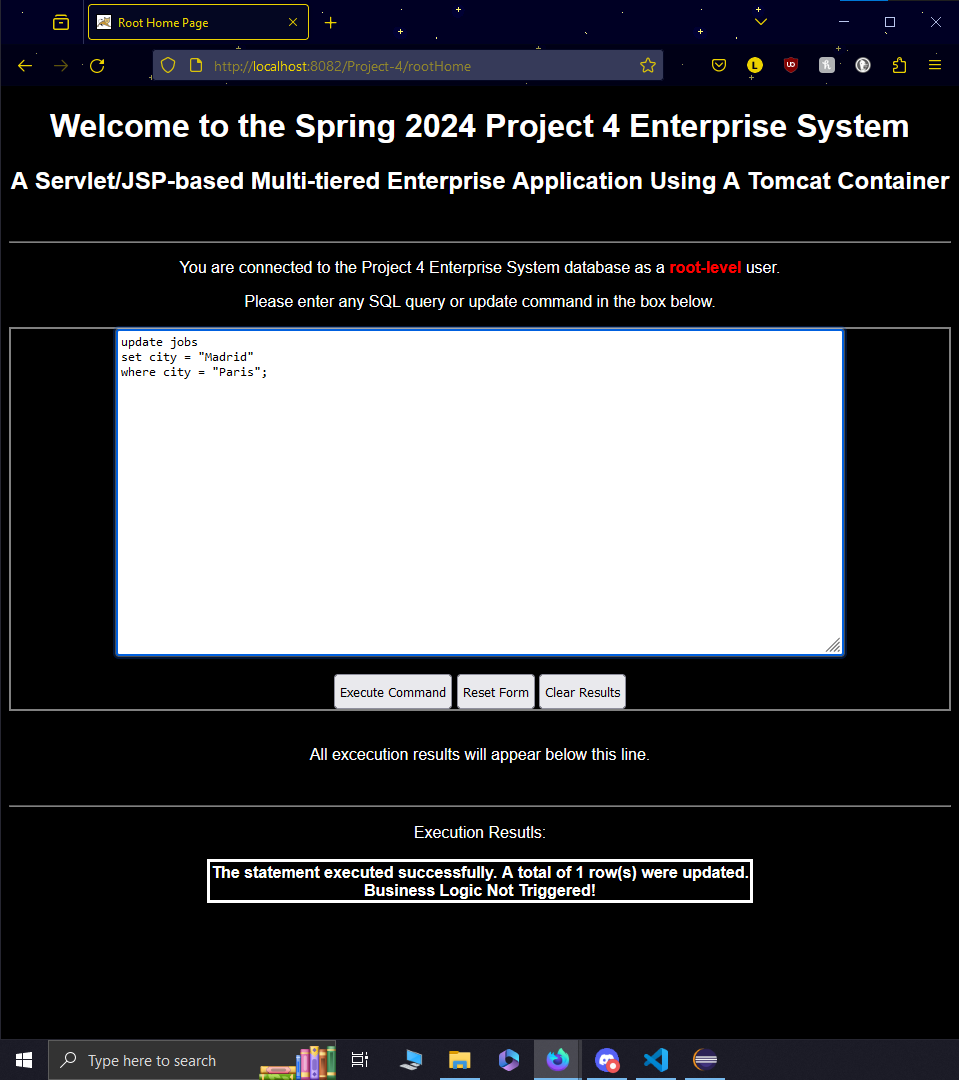 Root Home Page
http://localhost:8082/Project-4/rootHome
L
UD
Welcome to the Spring 2024 Project 4 Enterprise System
A Servlet/JSP-based Multi-tiered Enterprise Application Using A Tomcat Container
You are connected to the Project 4 Enterprise System database as a root-level user.
Please enter any SQL query or update command in the box below.
update jobs
set city = "Madrid"
where city = "Paris";
Execute Command Reset Form Clear Results
All excecution results will appear below this line.
Execution Resutls:
The statement executed successfully. A total of 1 row(s) were updated.
Business Logic Not Triggered!
Type here to search